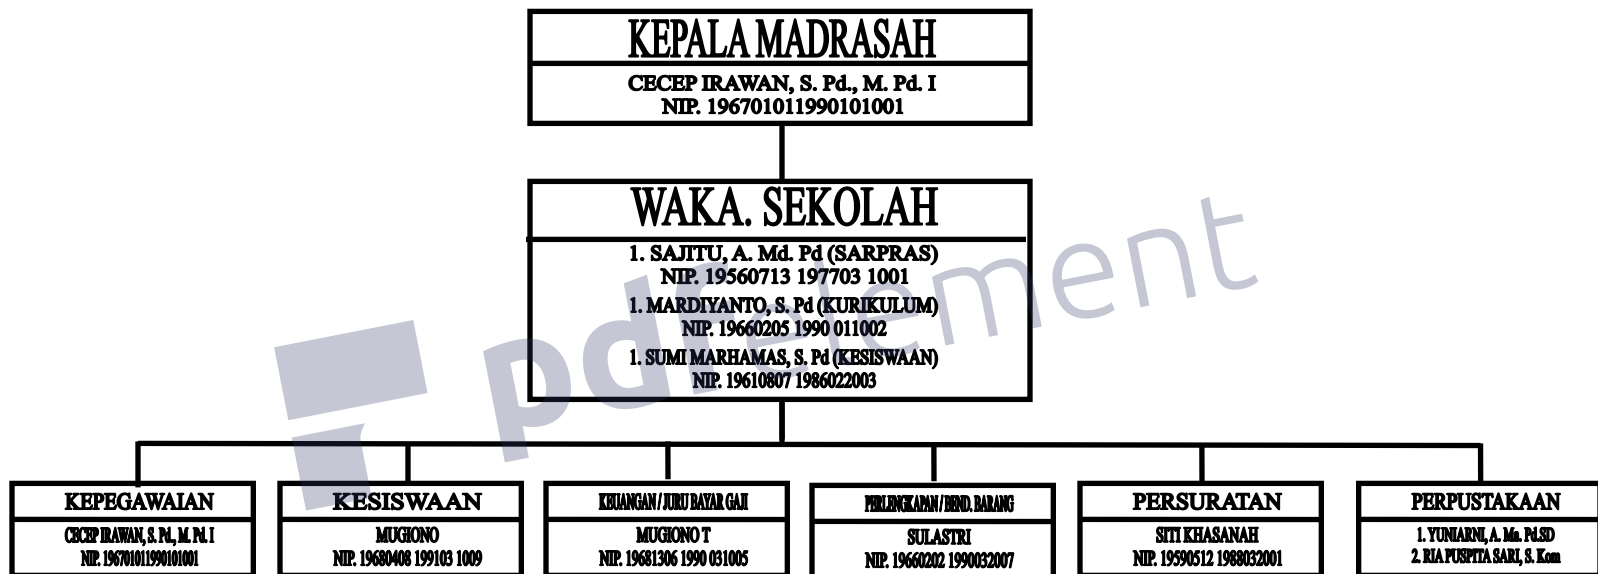 KEPALA MADRASAH
CECEP IRAWAN, S. Pd., M. Pd. I
NIP. 196701011990101001
WAKA. SEKOLAH
1. SAJITU, A. Md. Pd (SARPRAS)
NIP. 19560713 197703 1001
1. MARDIYANTO, S. Pd (KURIKULUM)
NIP. 19660205 1990 011002
1. SUMI MARHAMAS, S. Pd (KESISWAAN)
NIP. 19610807 1986022003
pdfelement
KEPEGAWAIAN
CECEP IRAWAN, S. Pd., M. Pd. I
NIP. 196701011990101001
KESISWAAN
MUGIONO
NIP. 19680408 199103 1009
KEUANGAN / JURU BAYAR GAJI
MUGIONO T
NIP. 19681306 1990 031005
PERLENGKAPAN / BEND. BARANG
SULASTRI
NIP. 19660202 1990032007
PERSURATAN
SITI KHASANAH
NIP. 19590512 1988032001
PERPUSTAKAAN
1. YUNIARNI, A. Ma. Pd.SD
2. RIA PUSPITA SARI, S. Kom